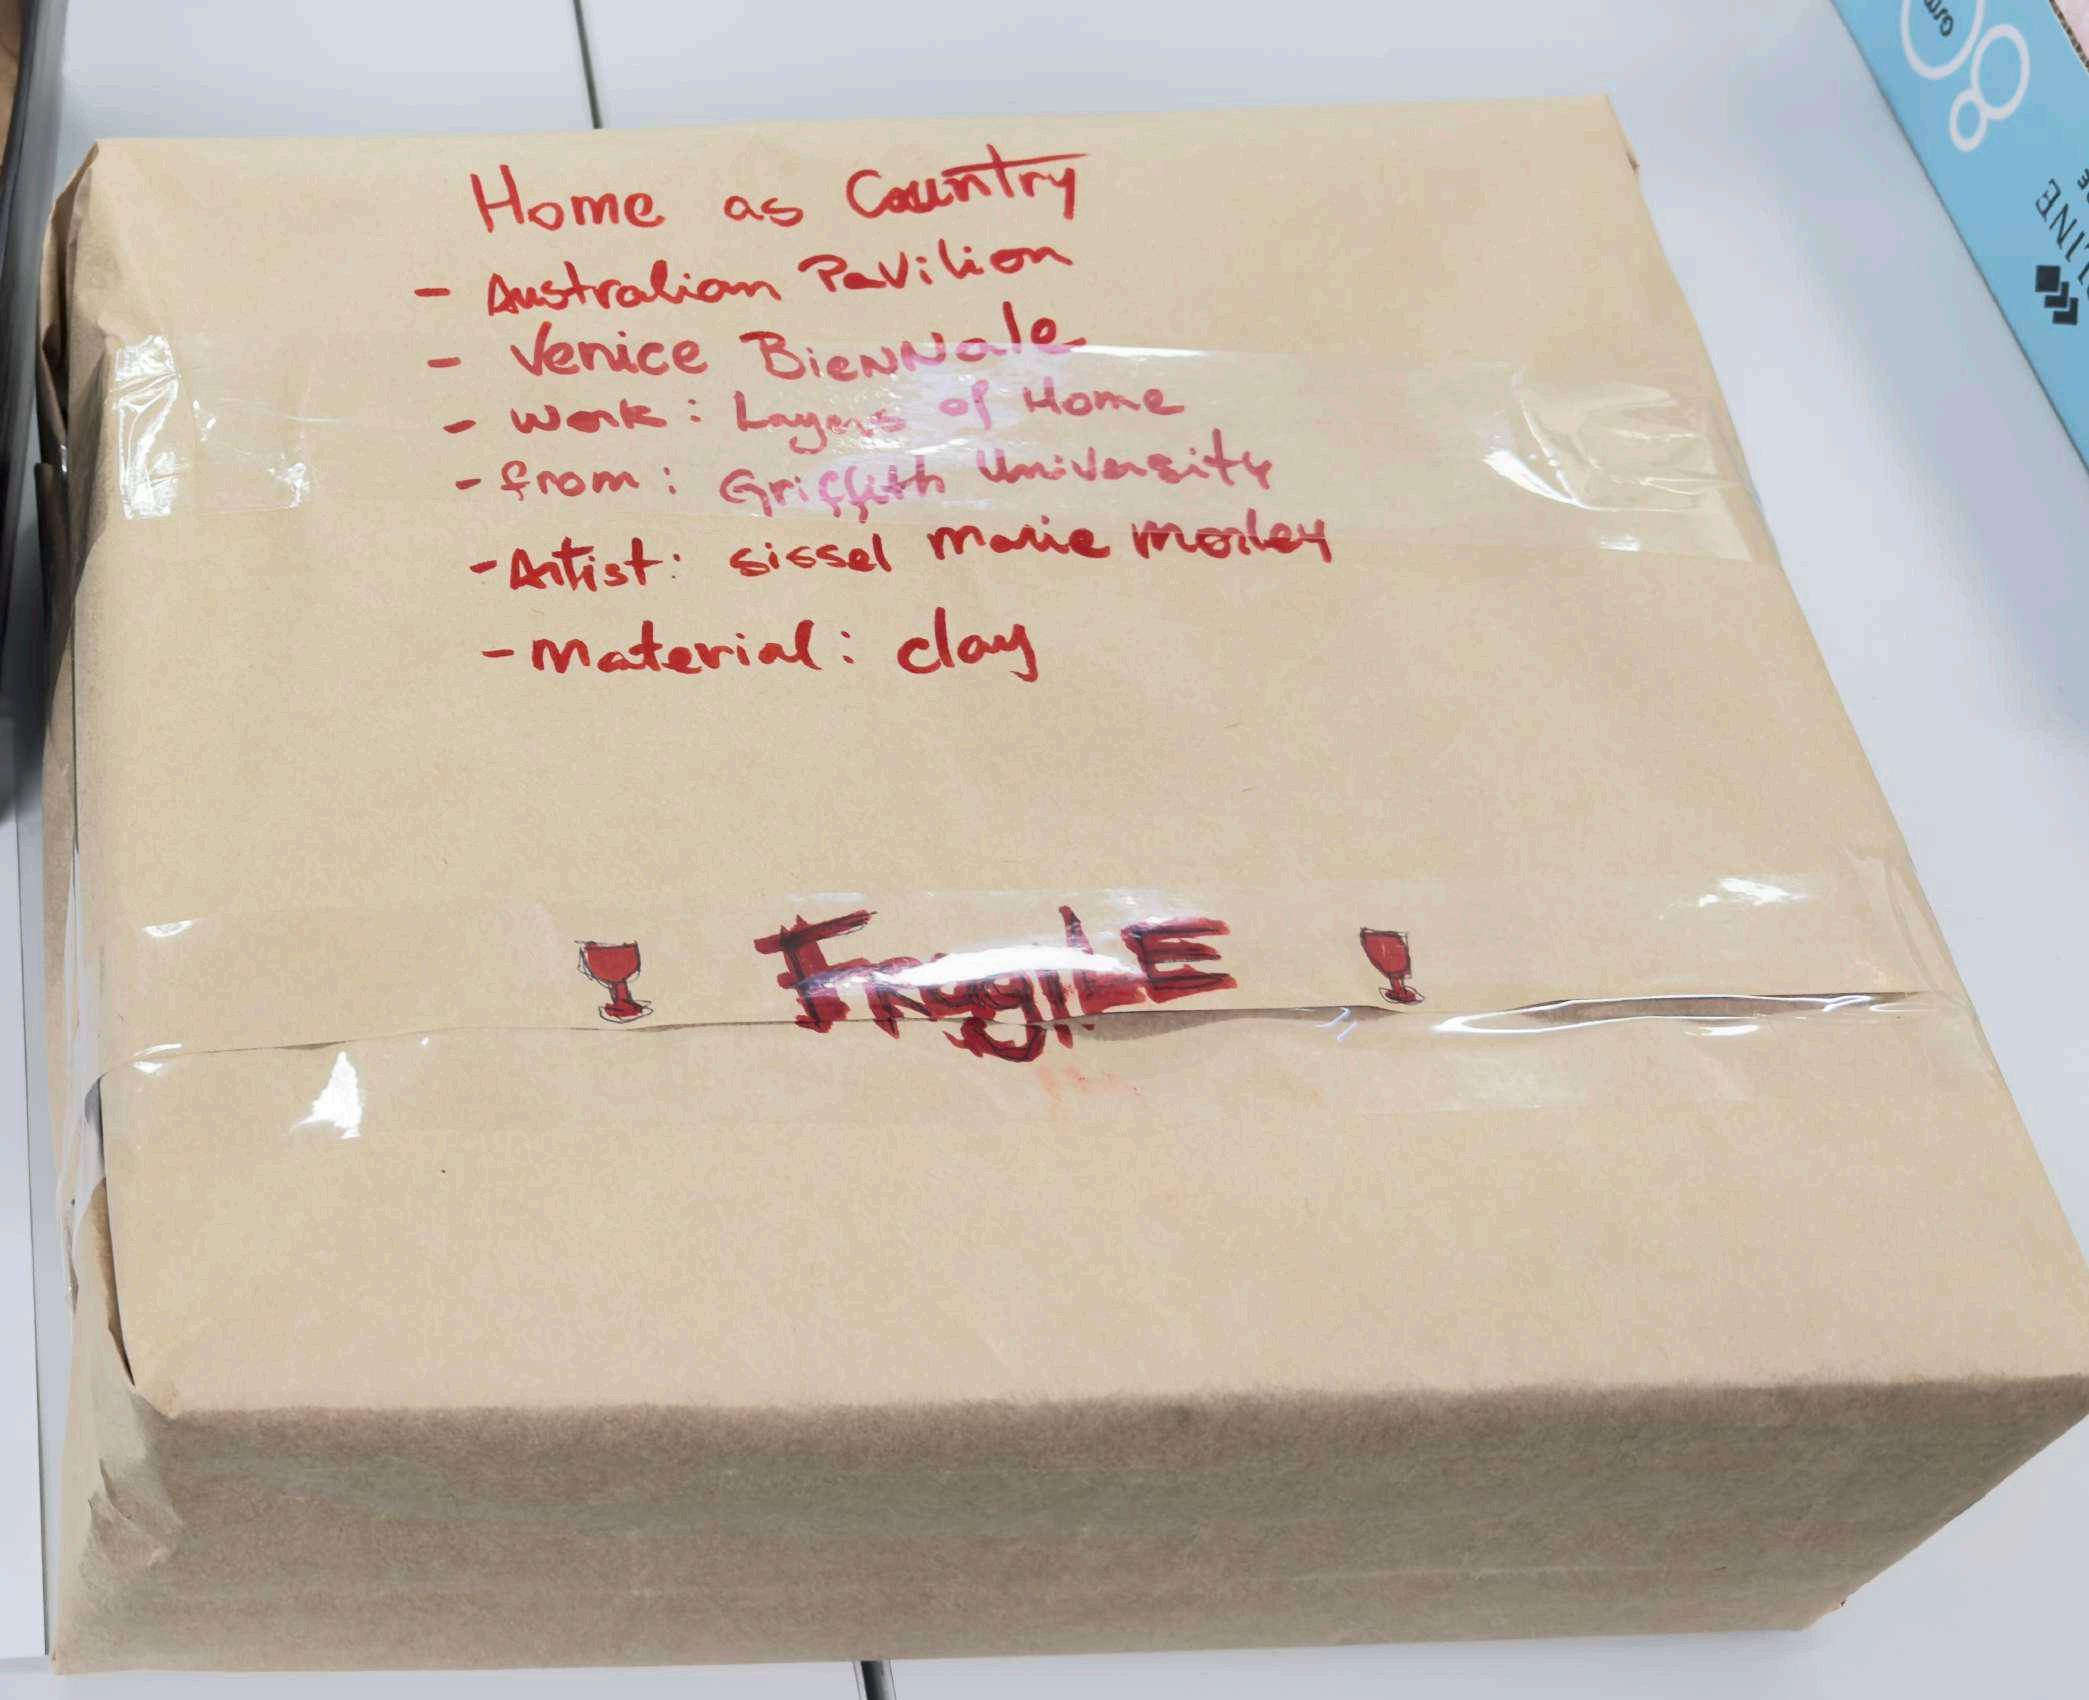 Home as Country
- Australian Pavilion
- Venice Biennale
- Work: Layers of Home
- from: Griffith University
- Artist: sissel marie morley
- material: clay
FragilE